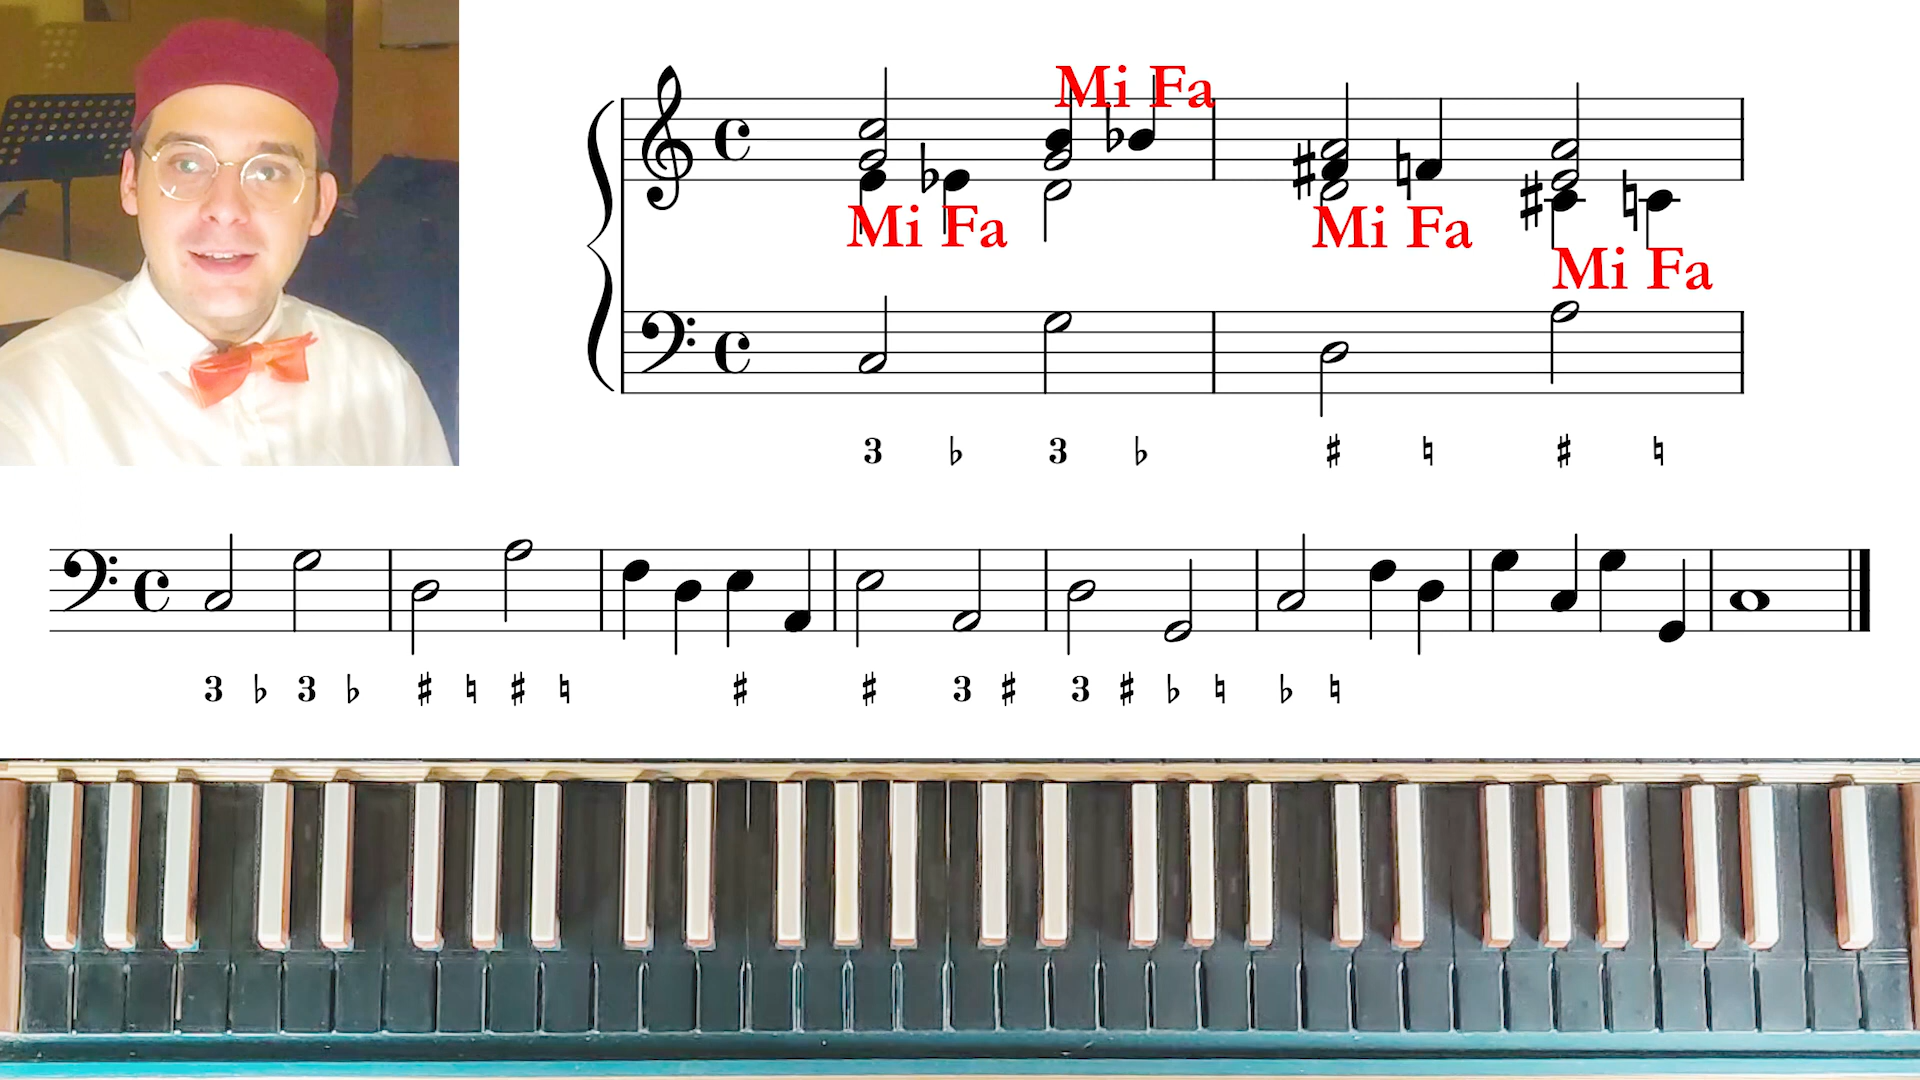 Mi Fa
Mi Fa
Mi Fa
Mi Fa
3 ♭ 3 ♭ ♯ ♮ ♯ ♮
3 ♭ 3 ♭ ♯ ♮ ♯ ♮ ♯ ♯ 3 ♯ 3 ♯ ♭ ♮ ♭ ♮